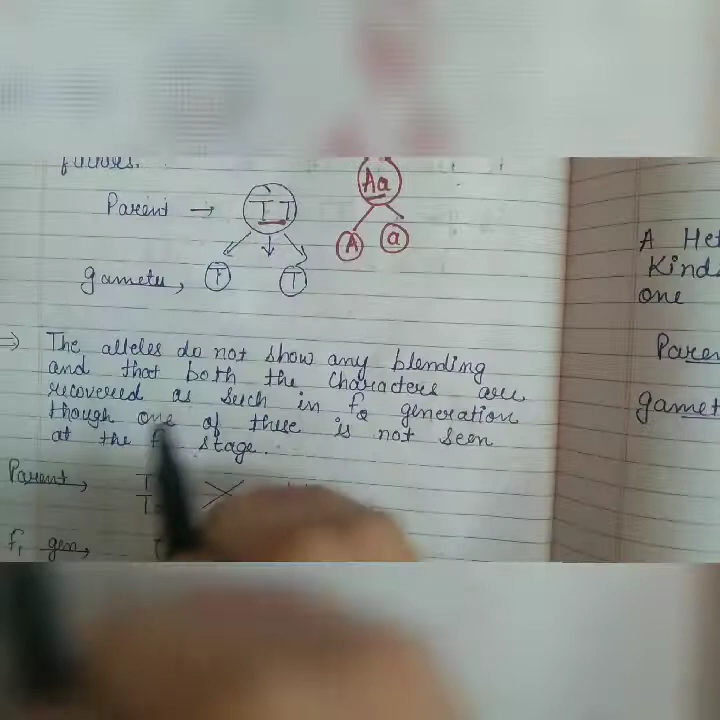 Aa
Parent → TT
A a
gametes, T T
A Het
Kinds
one
Paren
gamet
⇒ The alleles do not show any blending
and that both the characters are
recovered as such in f2 generation
though one of these is not seen
at the f stage.
Parent → T
T
f1 gen →